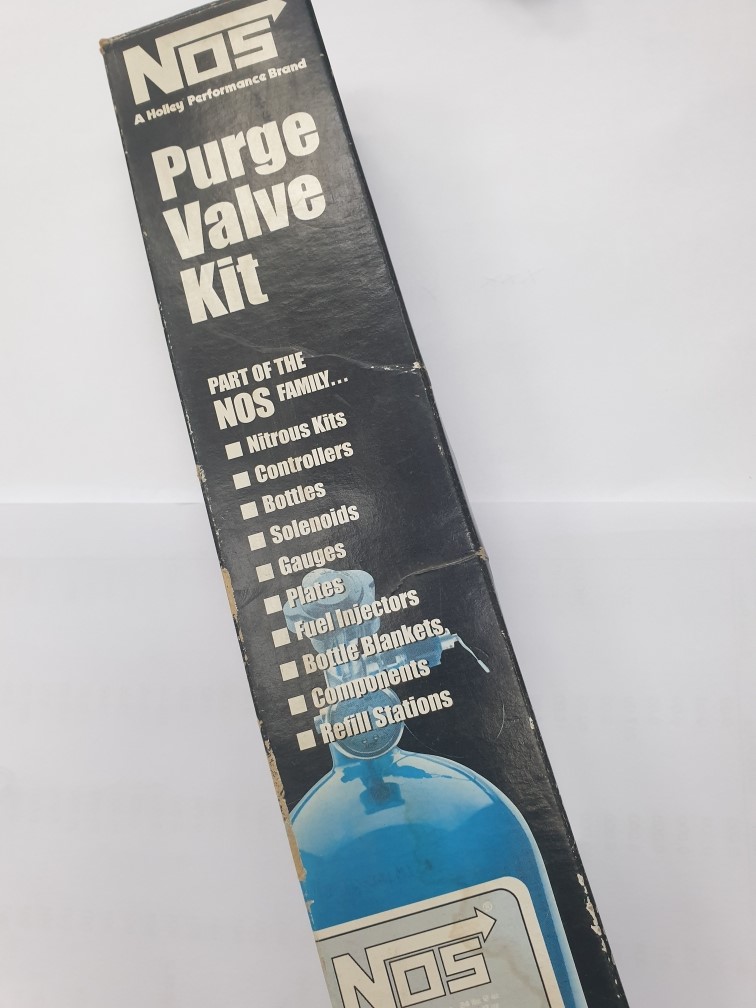 NOS
A Holley Performance Brand
Purge
Valve
Kit
PART OF THE
NOS FAMILY...
Nitrous Kits
Controllers
Bottles
Solenoids
Gauges
Plates
Fuel Injectors
Bottle Blankets
Components
Refill Stations
NOS